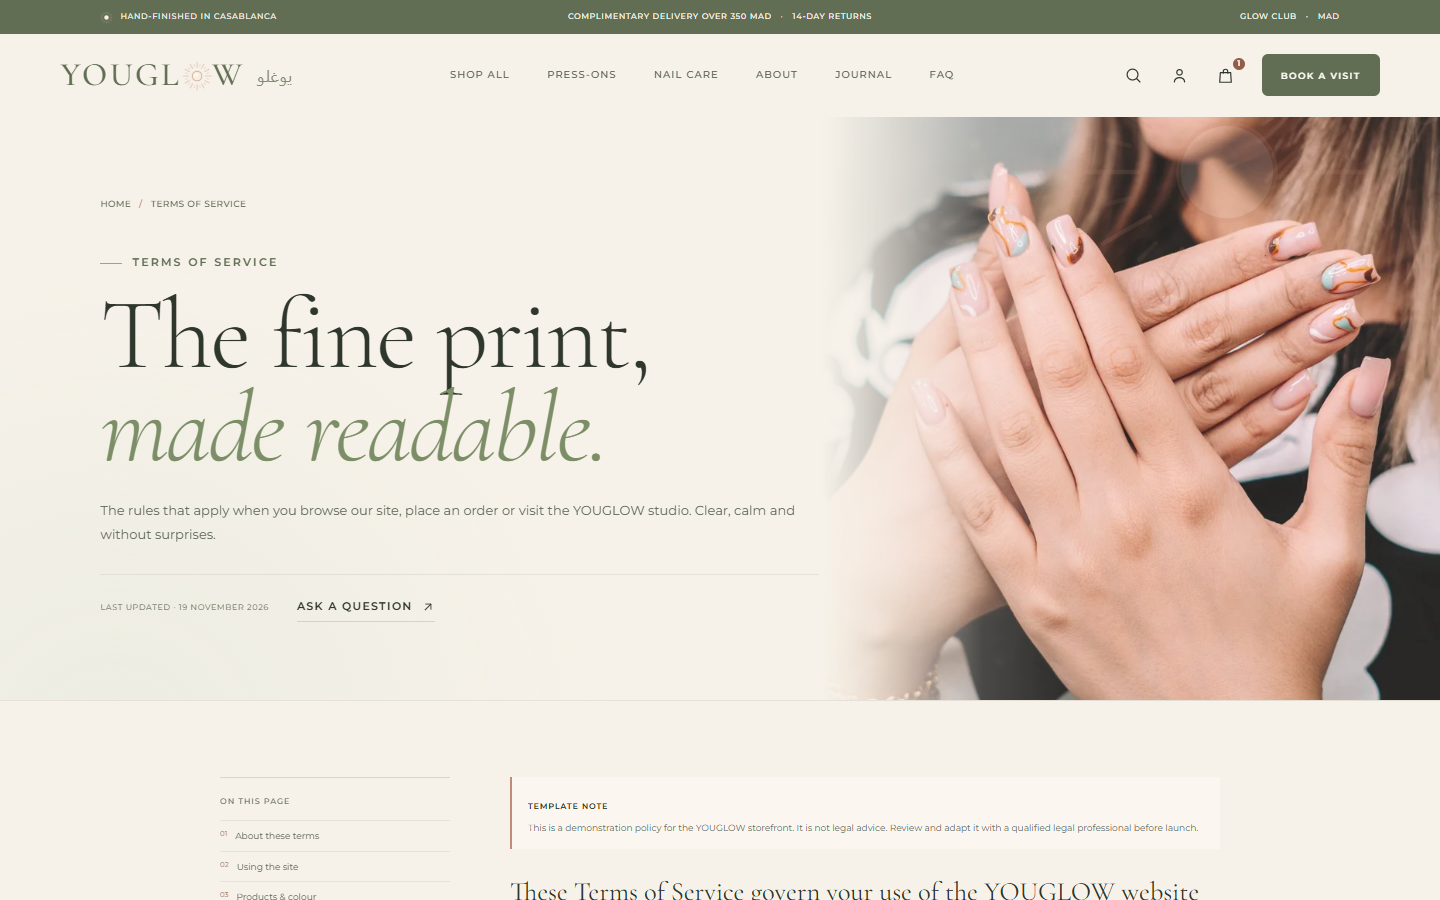 HAND-FINISHED IN CASABLANCA
COMPLIMENTARY DELIVERY OVER 350 MAD · 14-DAY RETURNS
GLOW CLUB · MAD
YOUGLOW يوغلو
SHOP ALL
PRESS-ONS
NAIL CARE
ABOUT
JOURNAL
FAQ
1
BOOK A VISIT
HOME / TERMS OF SERVICE
TERMS OF SERVICE
The fine print,
made readable.
The rules that apply when you browse our site, place an order or visit the YOUGLOW studio. Clear, calm and
without surprises.
LAST UPDATED · 19 NOVEMBER 2026
ASK A QUESTION
ON THIS PAGE
01 About these terms
02 Using the site
03 Products & colour
TEMPLATE NOTE
This is a demonstration policy for the YOUGLOW storefront. It is not legal advice. Review and adapt it with a qualified legal professional before launch.
These Terms of Service govern your use of the YOUGLOW website